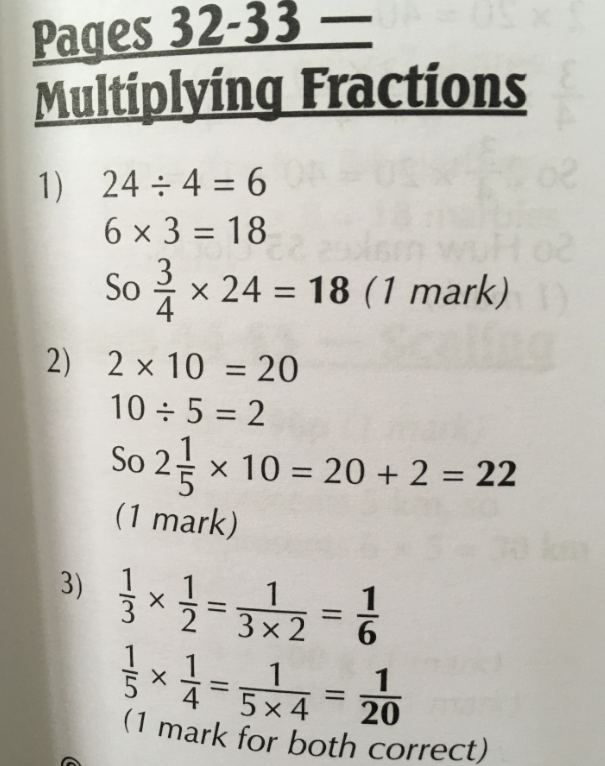 Pages 32-33 —
Multiplying Fractions
1) 24 ÷ 4 = 6
6 × 3 = 18
So 3/4 × 24 = 18 (1 mark)
2) 2 × 10 = 20
10 ÷ 5 = 2
So 2 1/5 × 10 = 20 + 2 = 22
(1 mark)
3) 1/3 × 1/2 = 1/(3 × 2) = 1/6
1/5 × 1/4 = 1/(5 × 4) = 1/20
(1 mark for both correct)